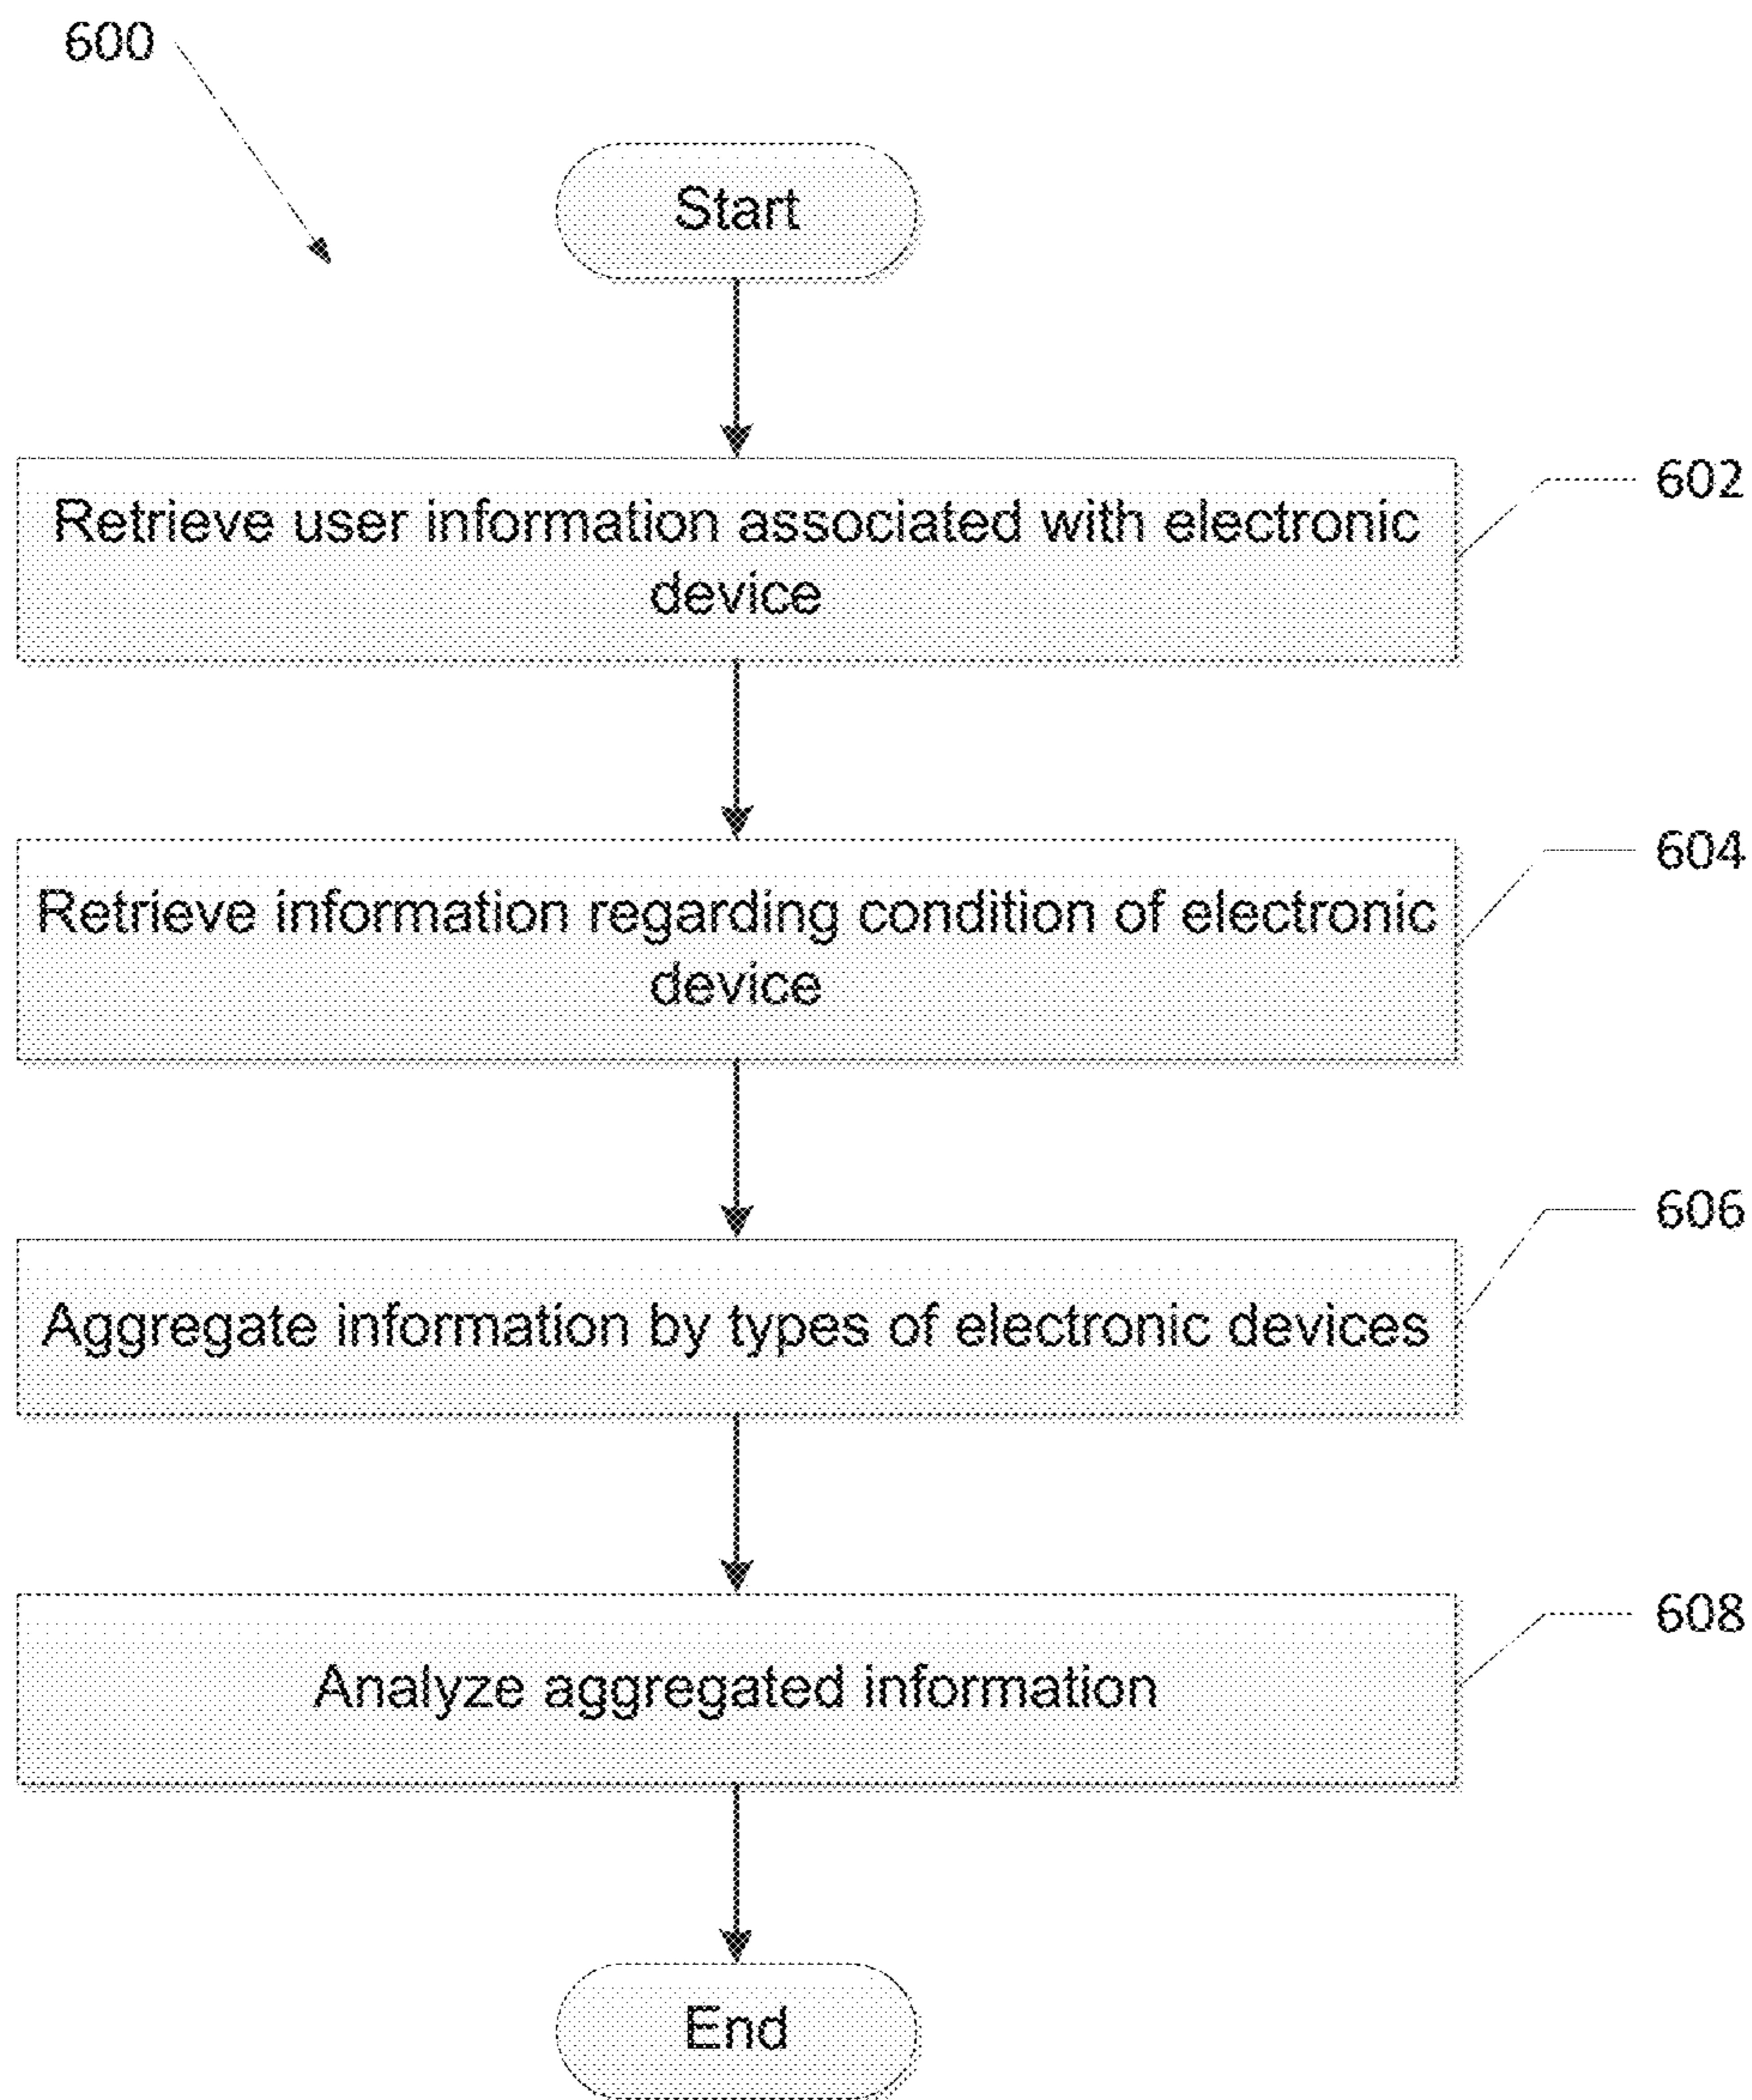 600
Start
602
Retrieve user information associated with electronic
device
604
Retrieve information regarding condition of electronic
device
606
Aggregate information by types of electronic devices
608
Analyze aggregated information
End